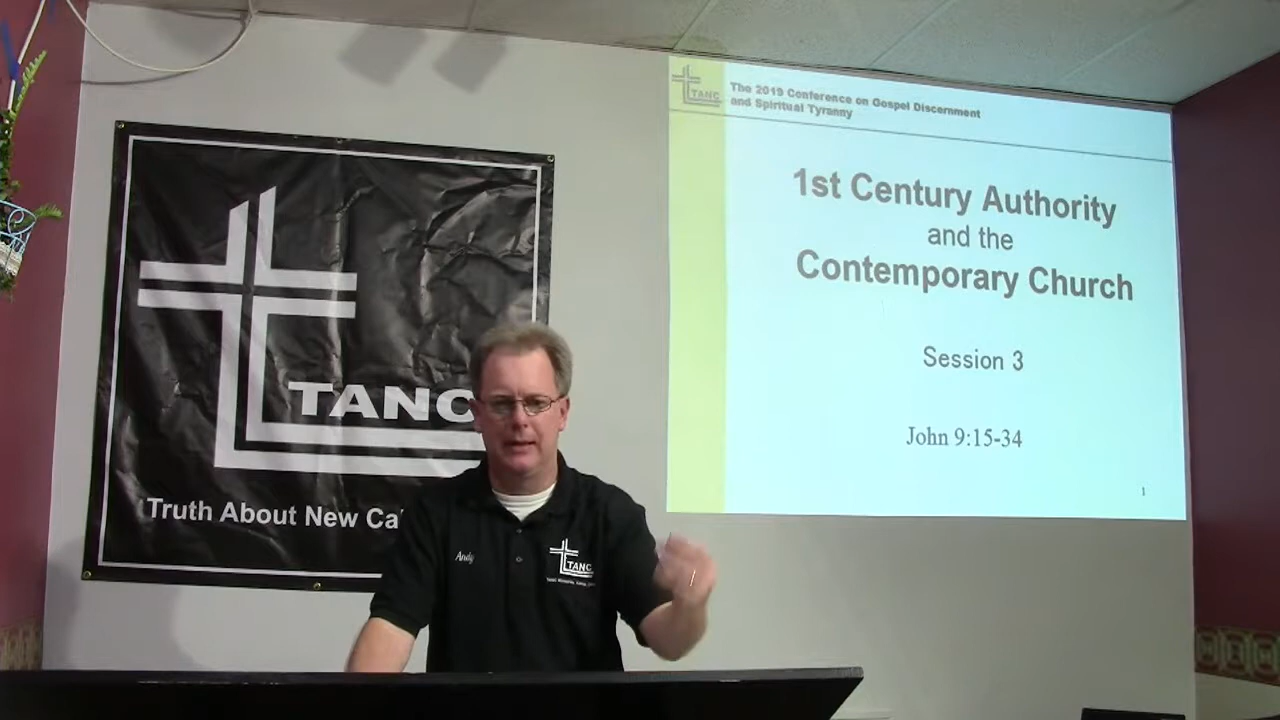 TANC
Truth About New Ca
TANC
The 2019 Conference on Gospel Discernment
and Spiritual Tyranny
1st Century Authority
and the
Contemporary Church
Session 3
John 9:15-34
1
Andy
TANC